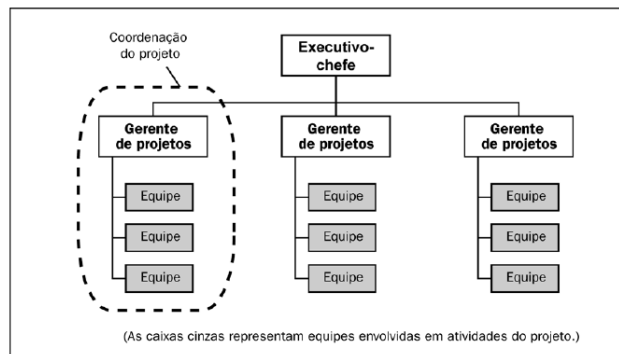 Coordenação
do projeto
Executivo-
chefe
Gerente
de projetos
Gerente
de projetos
Gerente
de projetos
Equipe
Equipe
Equipe
Equipe
Equipe
Equipe
Equipe
Equipe
Equipe
(As caixas cinzas representam equipes envolvidas em atividades do projeto.)